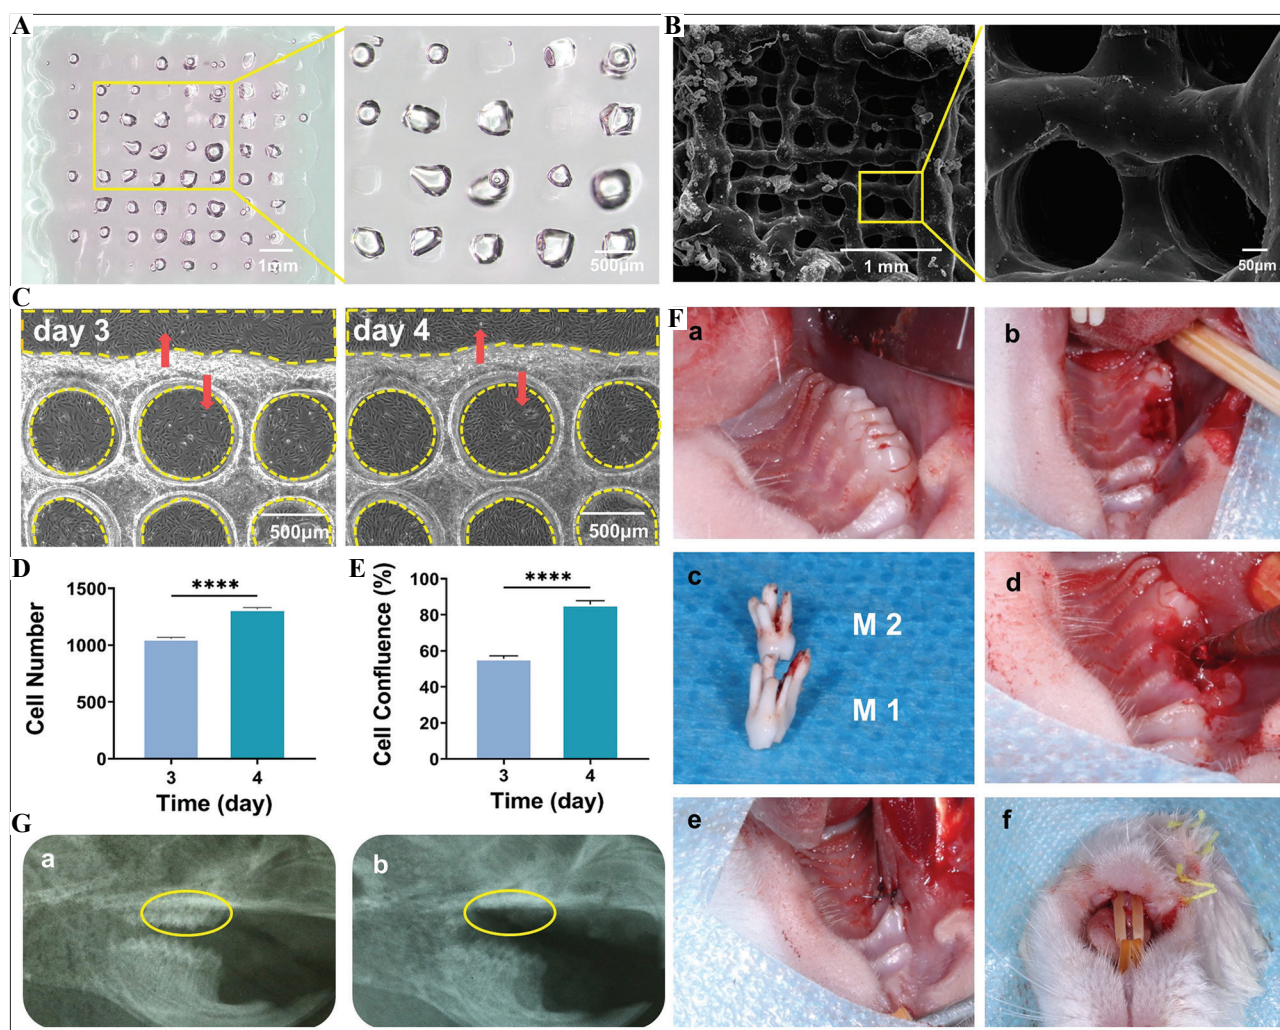 A
1mm
500μm
B
1 mm
50μm
C
day 3
500μm
day 4
500μm
D
Cell Number
1500
1000
500
0
****
3
4
Time (day)
E
Cell Confluence (%)
100
80
60
40
20
0
****
3
4
Time (day)
F
a
b
c
M 2
M 1
d
e
f
G
a
b